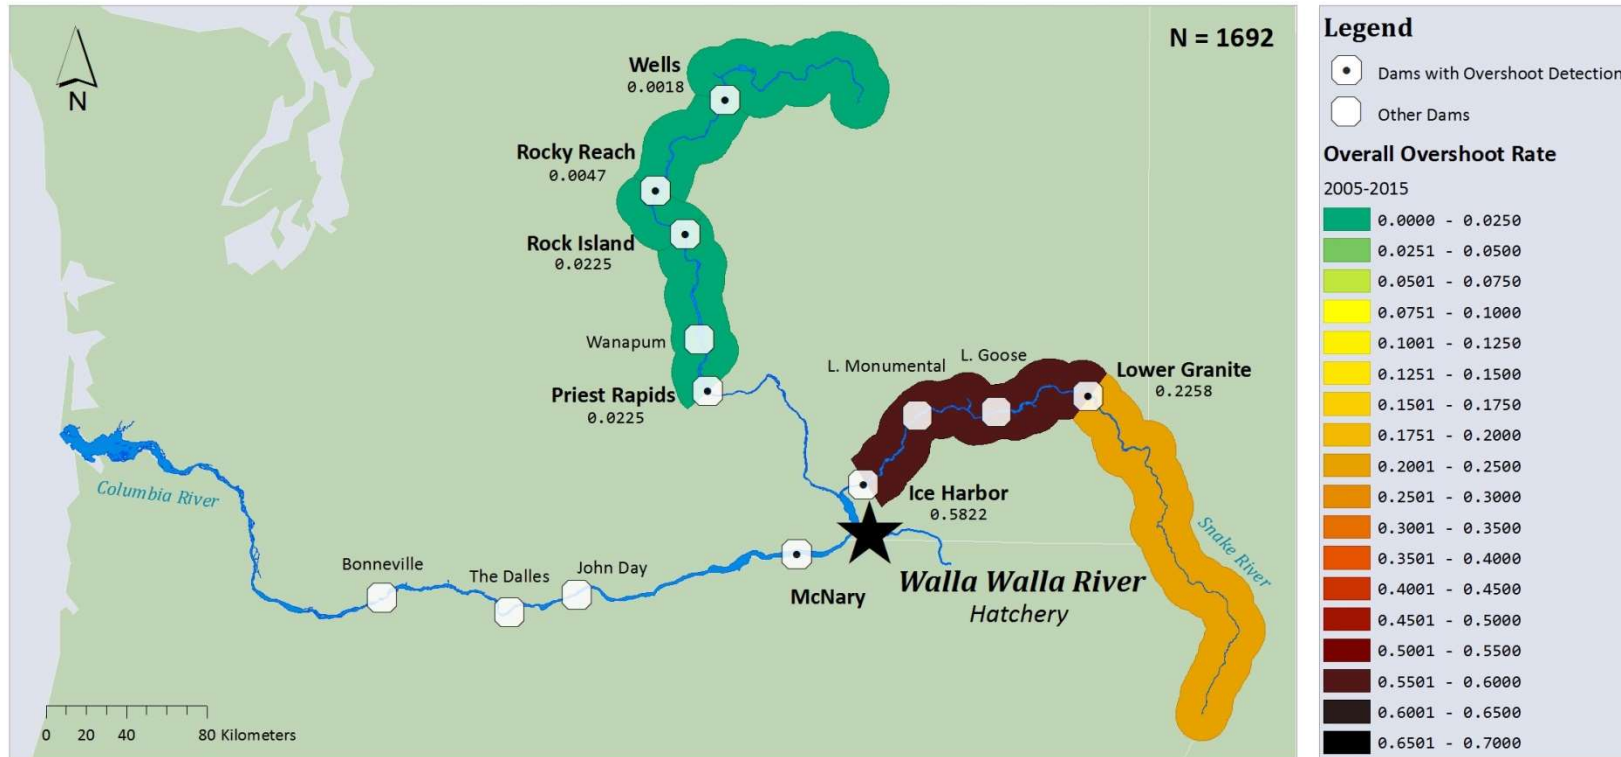 N = 1692
N
Wells
0.0018
Rocky Reach
0.0047
Rock Island
0.0225
Wanapum
Priest Rapids
0.0225
L. Monumental
L. Goose
Lower Granite
0.2258
Ice Harbor
0.5822
Columbia River
Snake River
Bonneville
The Dalles
John Day
McNary
Walla Walla River
Hatchery
0 20 40 80 Kilometers
Legend
Dams with Overshoot Detection
Other Dams
Overall Overshoot Rate
2005-2015
0.0000 - 0.0250
0.0251 - 0.0500
0.0501 - 0.0750
0.0751 - 0.1000
0.1001 - 0.1250
0.1251 - 0.1500
0.1501 - 0.1750
0.1751 - 0.2000
0.2001 - 0.2500
0.2501 - 0.3000
0.3001 - 0.3500
0.3501 - 0.4000
0.4001 - 0.4500
0.4501 - 0.5000
0.5001 - 0.5500
0.5501 - 0.6000
0.6001 - 0.6500
0.6501 - 0.7000